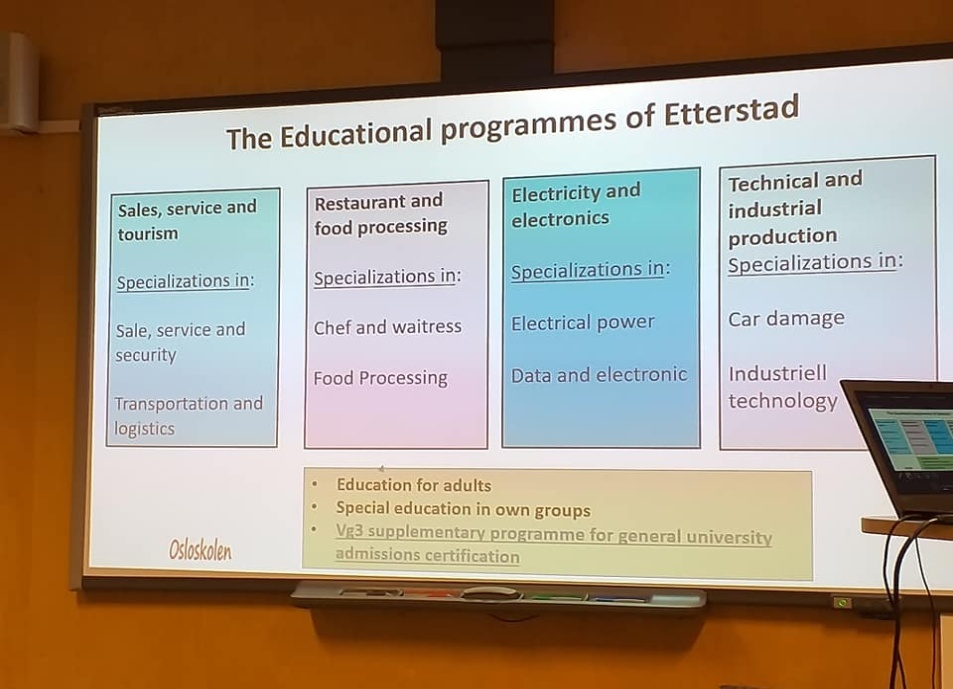 The Educational programmes of Etterstad
Sales, service and
tourism
Specializations in:
Sale, service and
security
Transportation and
logistics
Restaurant and
food processing
Specializations in:
Chef and waitress
Food Processing
Electricity and
electronics
Specializations in:
Electrical power
Data and electronic
Technical and
industrial
production
Specializations in:
Car damage
Industriell
technology
• Education for adults
• Special education in own groups
• Vg3 supplementary programme for general university
admissions certification
Osloskolen